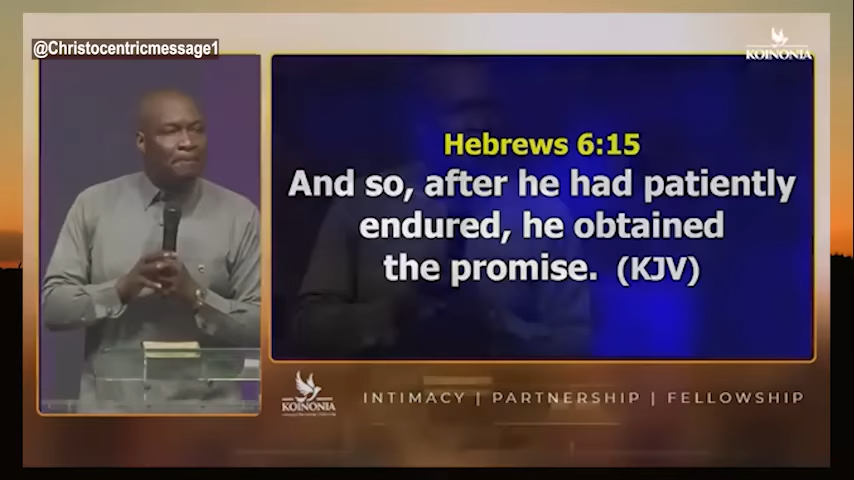 @Christocentricmessage1
KOINONIA
Hebrews 6:15
And so, after he had patiently
endured, he obtained
the promise. (KJV)
KOINONIA
INTIMACY | PARTNERSHIP | FELLOWSHIP